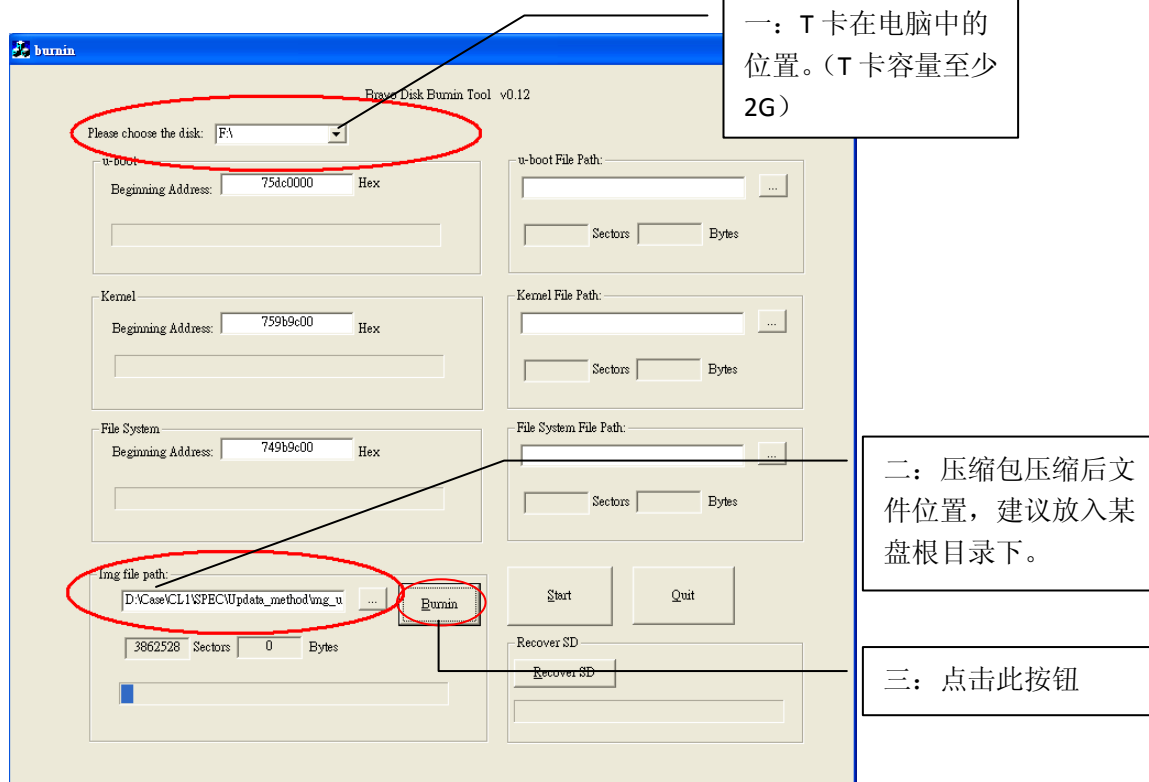 一：T 卡在电脑中的
位置。（T 卡容量至少
2G）
burnin
Bravo Disk Burnin Tool v0.12
Please choose the disk: F:\
u-boot
Beginning Address: 75dc0000 Hex
u-boot File Path:
...
Sectors Bytes
Kernel
Beginning Address: 759b9c00 Hex
Kernel File Path:
...
Sectors Bytes
File System
Beginning Address: 749b9c00 Hex
File System File Path:
...
Sectors Bytes
二：压缩包压缩后文
件位置，建议放入某
盘根目录下。
Img file path:
D:\Case\CL1\SPEC\Updata_method\img_u ...
Burnin
3862528 Sectors 0 Bytes
Start Quit
Recover SD
Recover SD
三：点击此按钮